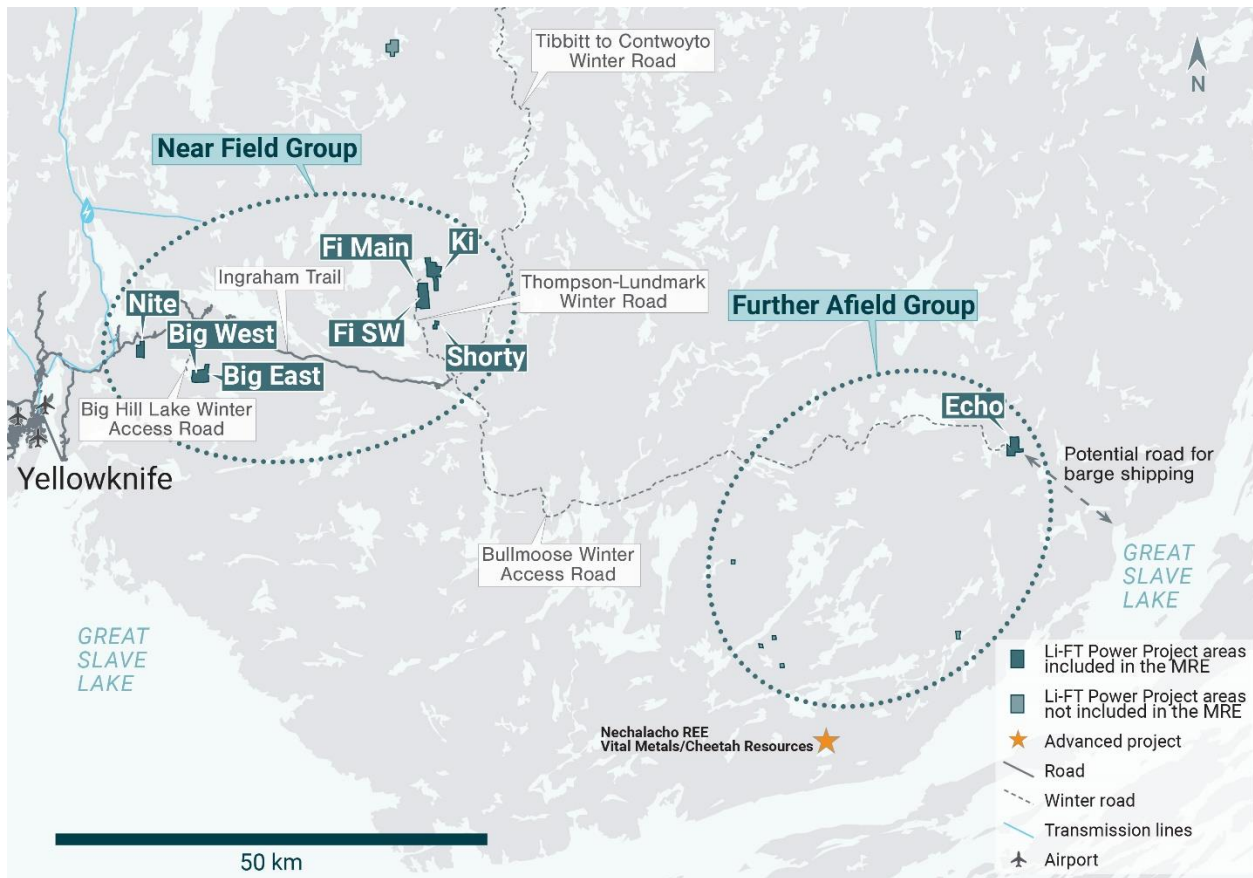 Tibbitt to Contwoyto
Winter Road
N
Near Field Group
Fi Main
Ki
Ingraham Trail
Thompson-Lundmark
Winter Road
Nite
Big West
Fi SW
Shorty
Big East
Further Afield Group
Big Hill Lake Winter
Access Road
Echo
Potential road for
barge shipping
Yellowknife
Bullmoose Winter
Access Road
GREAT
SLAVE
LAKE
GREAT
SLAVE
LAKE
Li-FT Power Project areas
included in the MRE
Li-FT Power Project areas
not included in the MRE
Nechalacho REE
Vital Metals/Cheetah Resources
Advanced project
Road
Winter road
Transmission lines
Airport
50 km